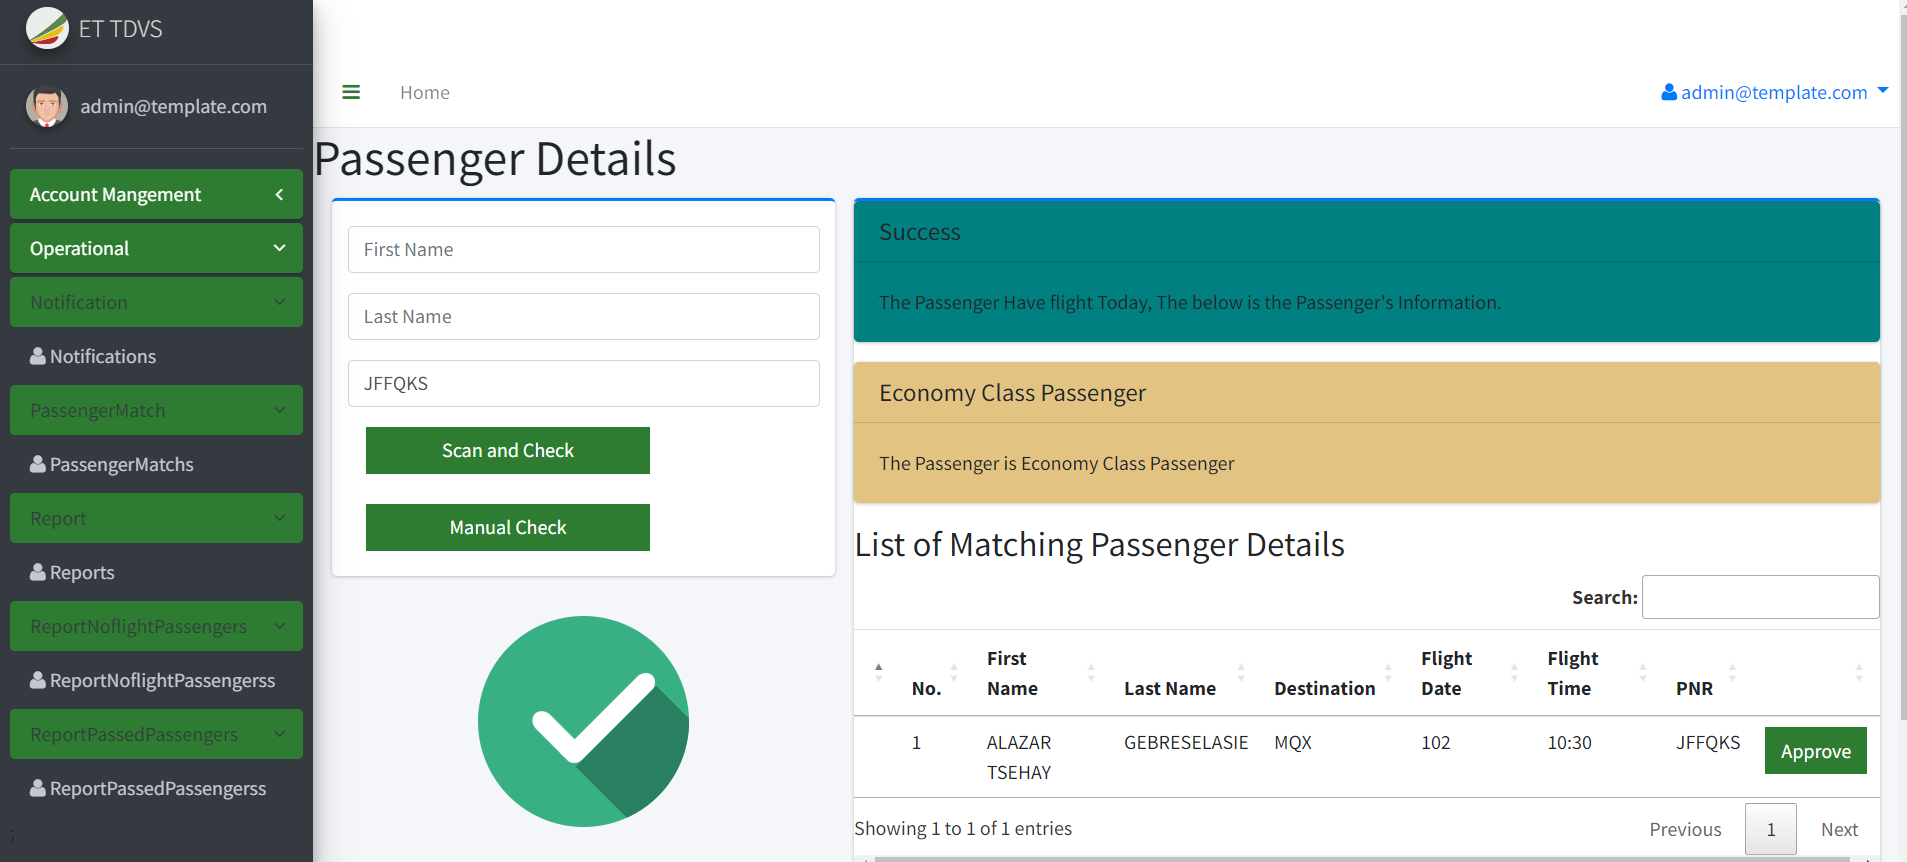 ET TDVS
admin@template.com
Account Mangement
Operational
Notification
Notifications
PassengerMatch
PassengerMatchs
Report
Reports
ReportNoflightPassengers
ReportNoflightPassengerss
ReportPassedPassengers
ReportPassedPassengerss
;
Home
admin@template.com
Passenger Details
First Name
Last Name
JFFQKS
Scan and Check
Manual Check
Success
The Passenger Have flight Today, The below is the Passenger's Information.
Economy Class Passenger
The Passenger is Economy Class Passenger
List of Matching Passenger Details
Search:
No. First Name Last Name Destination Flight Date Flight Time PNR
1 ALAZAR TSEHAY GEBRESELASIE MQX 102 10:30 JFFQKS Approve
Showing 1 to 1 of 1 entries
Previous 1 Next